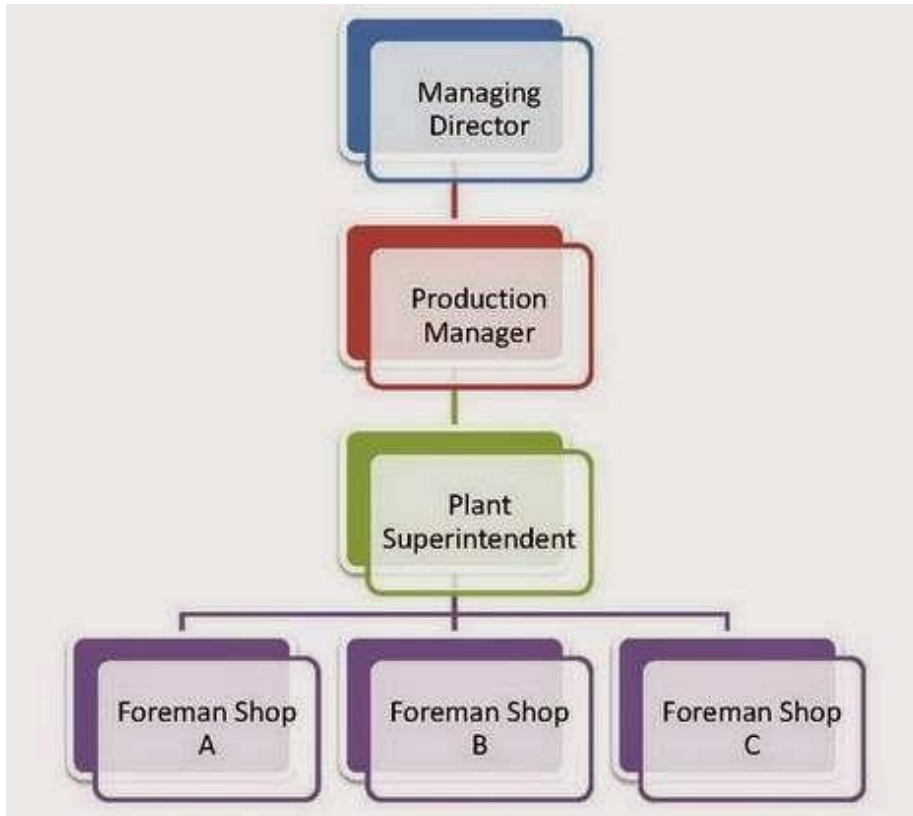 Managing
Director
Production
Manager
Plant
Superintendent
Foreman Shop
A
Foreman Shop
B
Foreman Shop
C